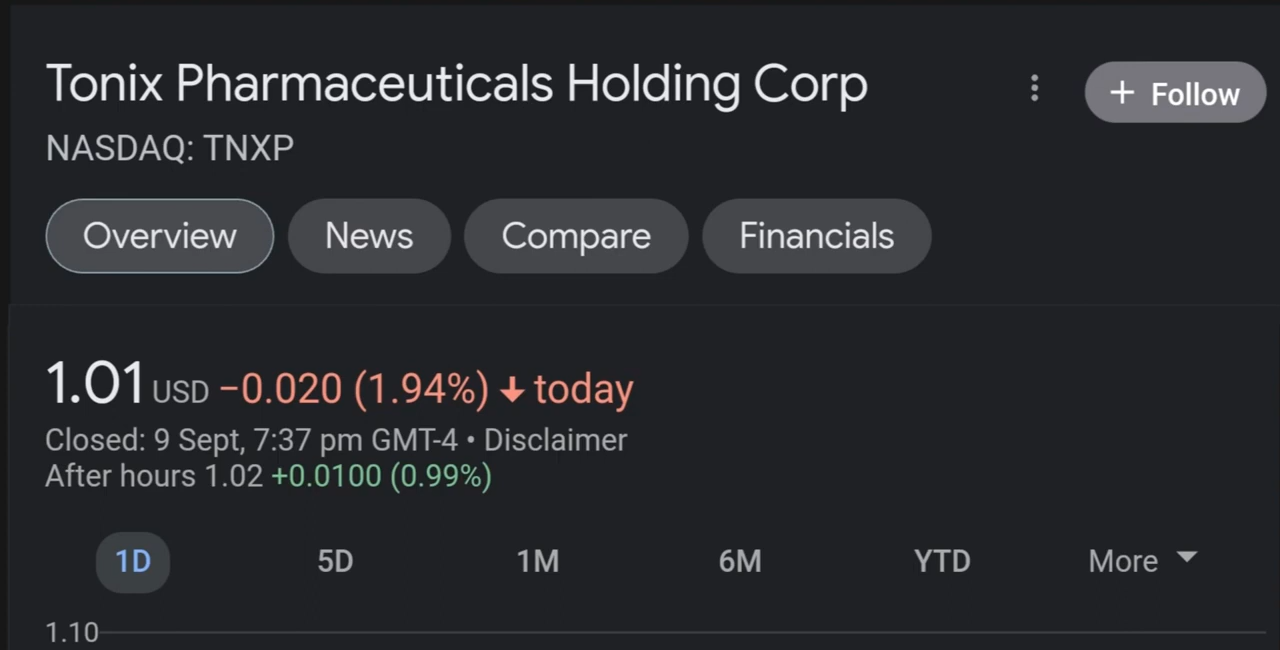 Tonix Pharmaceuticals Holding Corp
+ Follow
NASDAQ: TNXP
Overview News Compare Financials
1.01 USD −0.020 (1.94%) ↓ today
Closed: 9 Sept, 7:37 pm GMT-4 • Disclaimer
After hours 1.02 +0.0100 (0.99%)
1D 5D 1M 6M YTD More
1.10